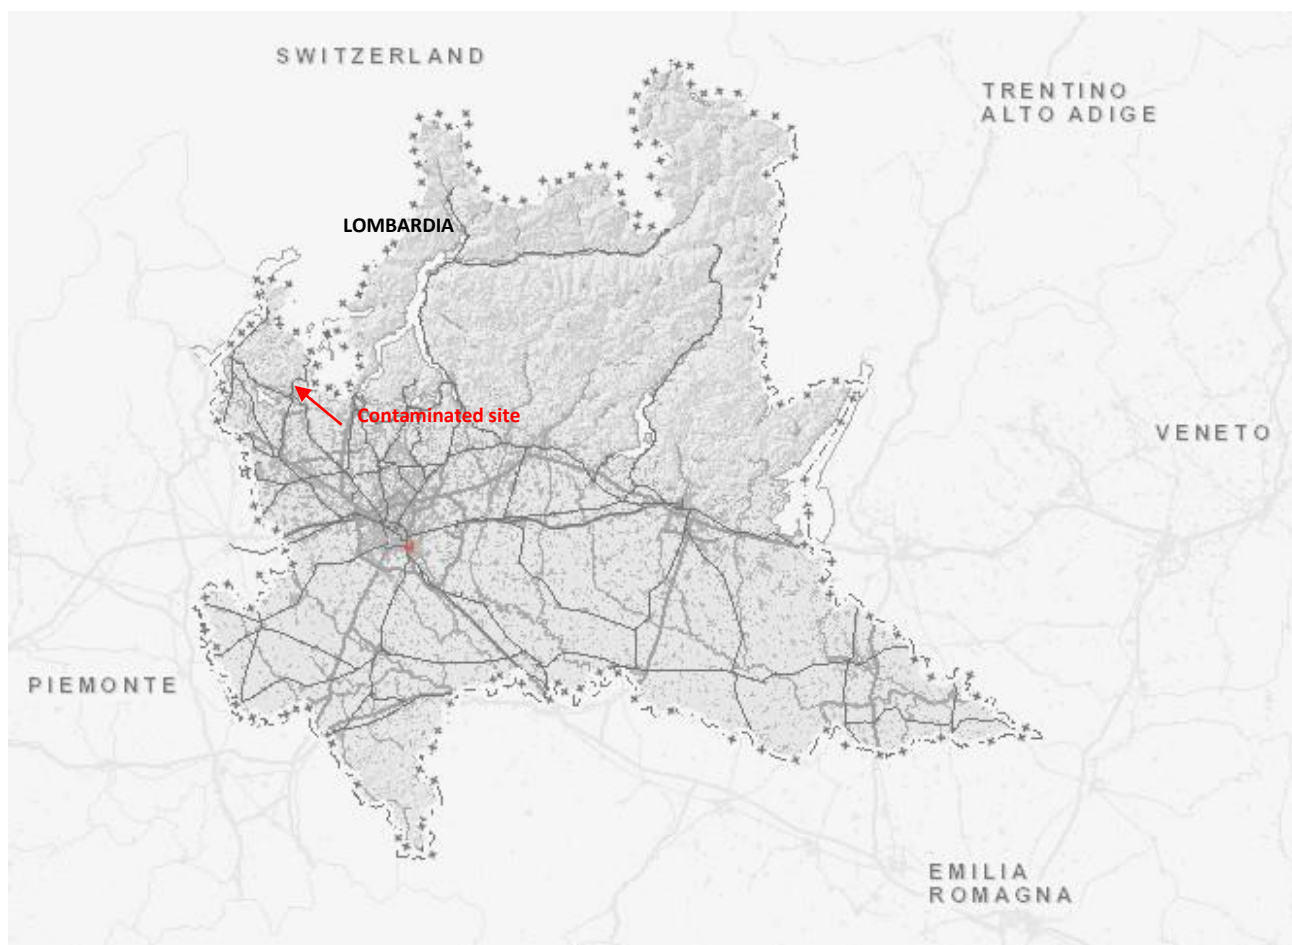 SWITZERLAND
TRENTINO
ALTO ADIGE
LOMBARDIA
Contaminated site
VENETO
PIEMONTE
EMILIA
ROMAGNA